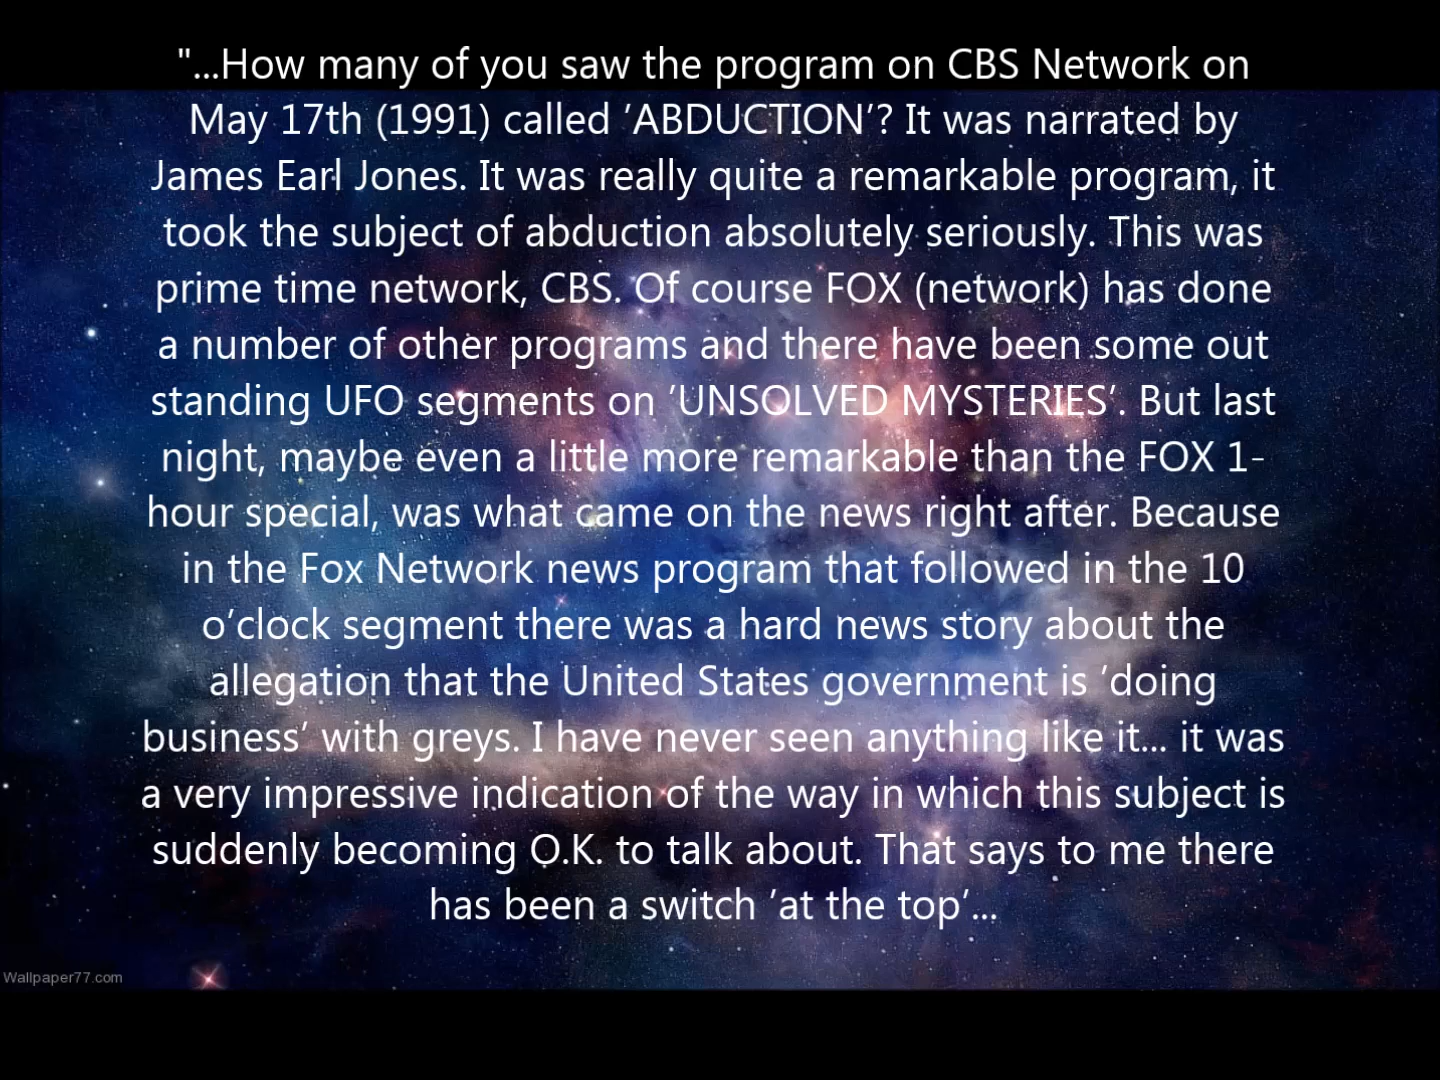 "...How many of you saw the program on CBS Network on
May 17th (1991) called ’ABDUCTION’? It was narrated by
James Earl Jones. It was really quite a remarkable program, it
took the subject of abduction absolutely seriously. This was
prime time network, CBS. Of course FOX (network) has done
a number of other programs and there have been some out
standing UFO segments on ’UNSOLVED MYSTERIES’. But last
night, maybe even a little more remarkable than the FOX 1-
hour special, was what came on the news right after. Because
in the Fox Network news program that followed in the 10
o’clock segment there was a hard news story about the
allegation that the United States government is ’doing
business’ with greys. I have never seen anything like it... it was
a very impressive indication of the way in which this subject is
suddenly becoming O.K. to talk about. That says to me there
has been a switch ’at the top’...
Wallpaper77.com